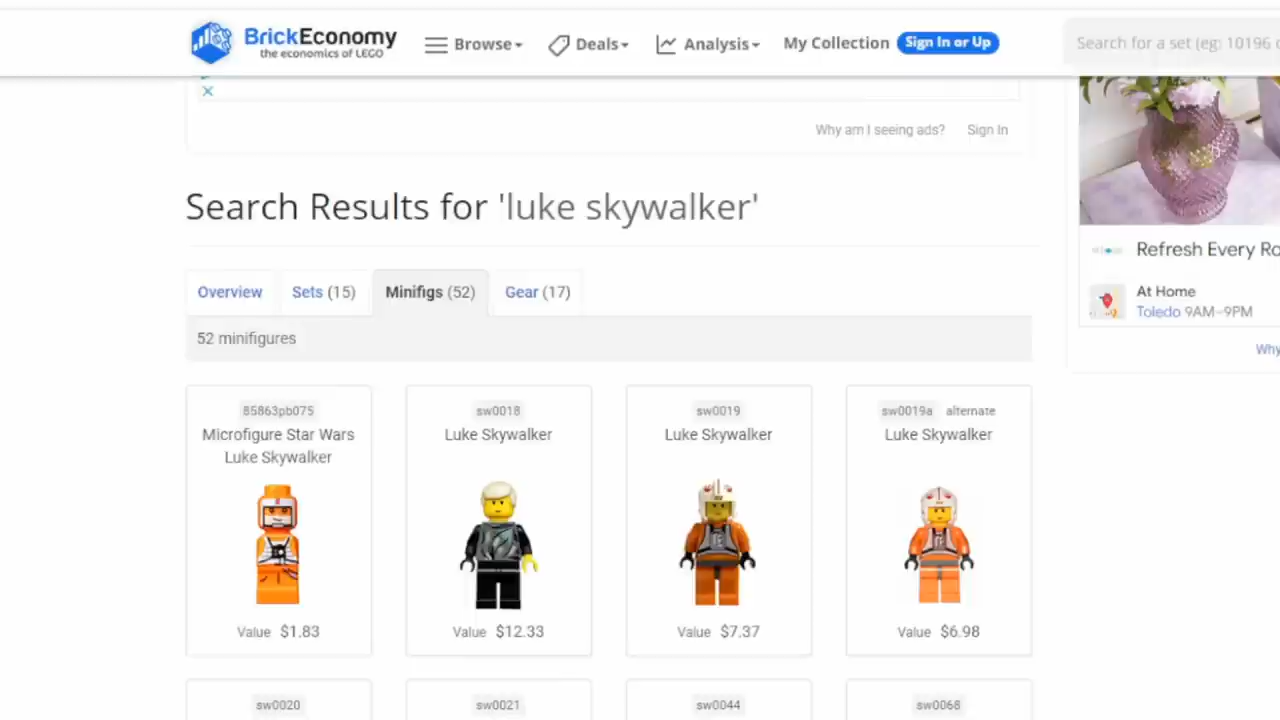 BrickEconomy
the economics of LEGO
Browse
Deals
Analysis
My Collection
Sign In or Up
Search for a set (eg: 10196
Why am I seeing ads?
Sign In
Search Results for 'luke skywalker'
Refresh Every
At Home
Toledo 9AM–9PM
Why
Overview
Sets (15)
Minifigs (52)
Gear (17)
52 minifigures
85863pb075
Microfigure Star Wars
Luke Skywalker
Value $1.83
sw0018
Luke Skywalker
Value $12.33
sw0019
Luke Skywalker
Value $7.37
sw0019a alternate
Luke Skywalker
Value $6.98
sw0020
sw0021
sw0044
sw0068